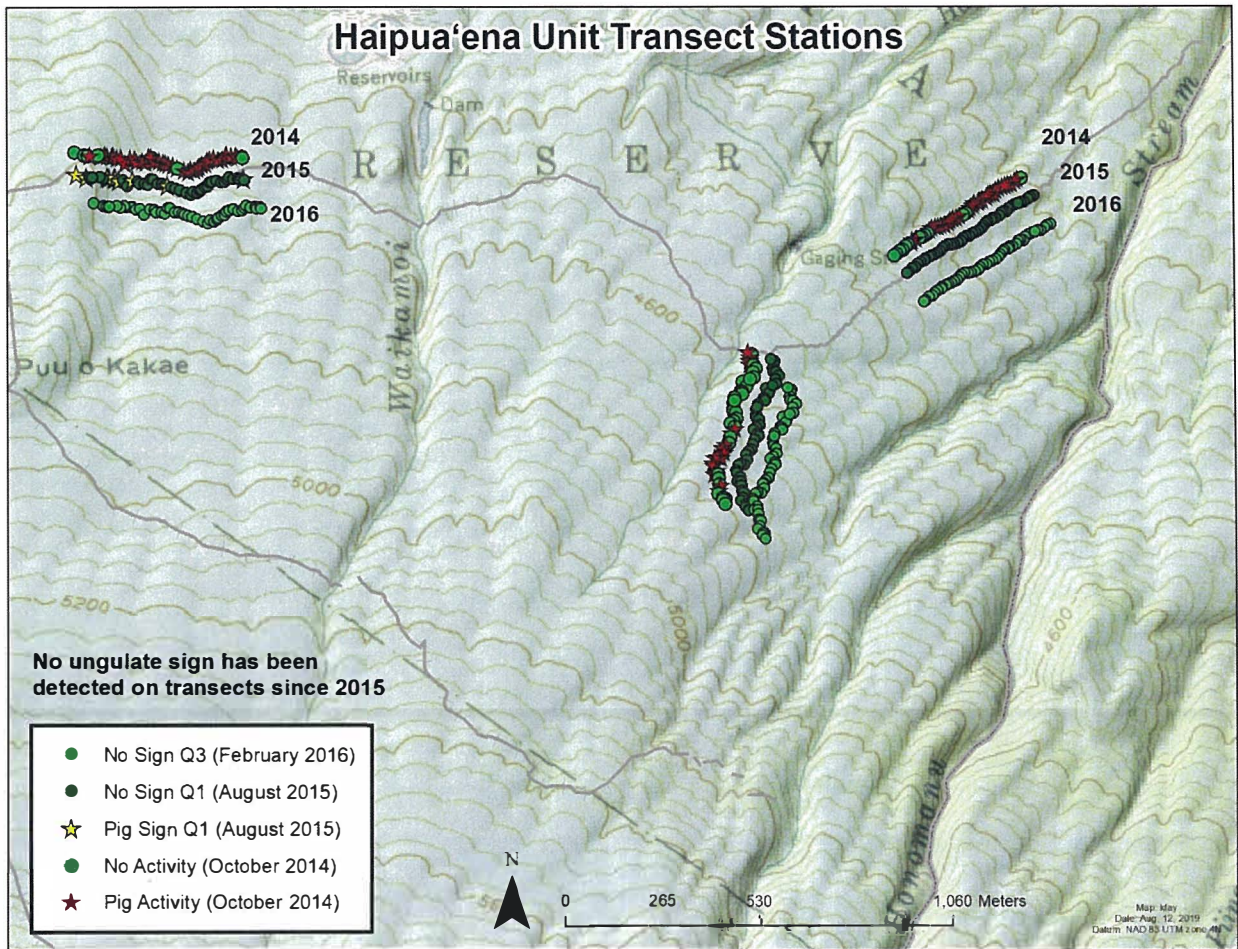 Haipua‘ena Unit Transect Stations
Reservoirs
Dam
A
R E S E R V E
2014
2015
2016
2014
2015
2016
Stream
Gaging
4600
Waikamoi
Puu o Kakae
5000
5200
5000
4600
Honomanu
No ungulate sign has been
detected on transects since 2015
No Sign Q3 (February 2016)
No Sign Q1 (August 2015)
Pig Sign Q1 (August 2015)
No Activity (October 2014)
Pig Activity (October 2014)
N
0 265 530 1,060 Meters
Map: May
Date: Aug, 12, 2019
Datum: NAD 83 UTM zone 4N